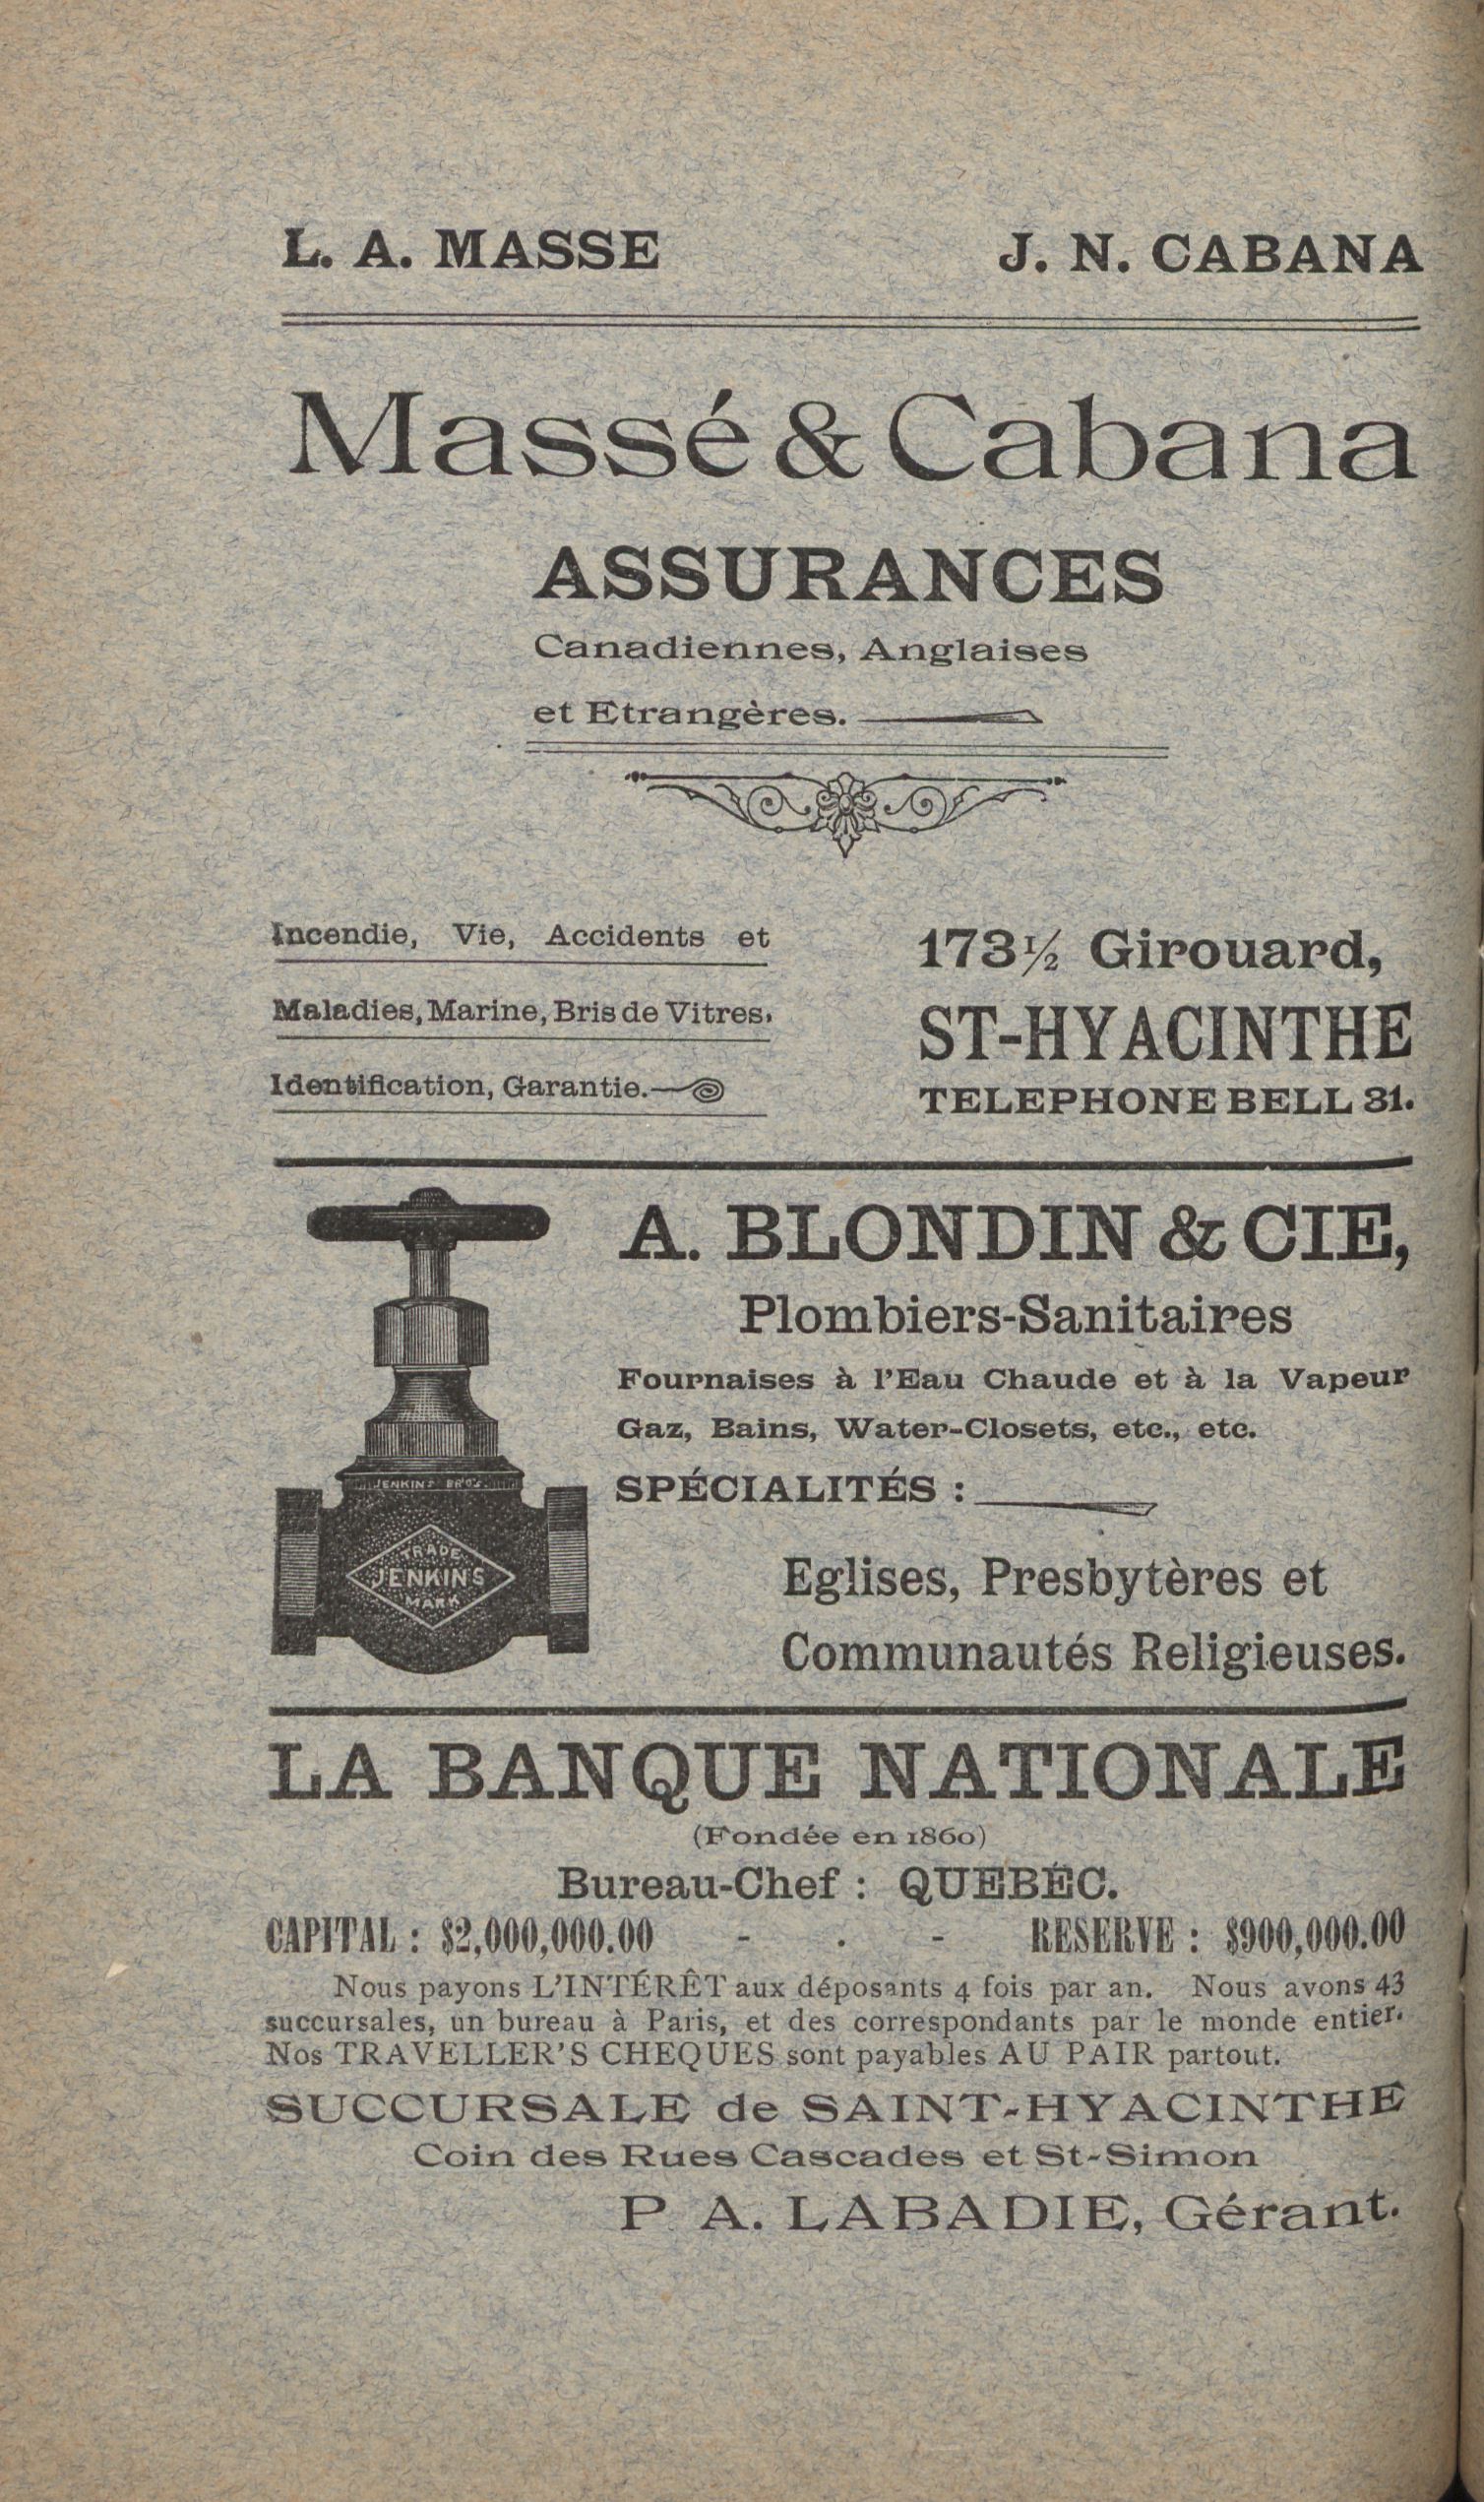 L. A. MASSE J. N. CABANA
Massé & Cabana
ASSURANCES
Canadiennes, Anglaises
et Etrangères.
Incendie, Vie, Accidents et
Maladies, Marine, Bris de Vitres,
Identification, Garantie.
173½ Girouard,
ST-HYACINTHE
TELEPHONE BELL 31.
A. BLONDIN & CIE,
Plombiers-Sanitaires
Fournaises à l'Eau Chaude et à la Vapeur
Gaz, Bains, Water-Closets, etc., etc.
SPÉCIALITÉS :
Eglises, Presbytères et
Communautés Religieuses.
JENKINS BRO'S.
TRADE
JENKINS
MARK
LA BANQUE NATIONALE
(Fondée en 1860)
Bureau-Chef : QUEBEC.
CAPITAL : $2,000,000.00 - . - RESERVE : $900,000.00
Nous payons L'INTÉRÊT aux déposants 4 fois par an. Nous avons 43
succursales, un bureau à Paris, et des correspondants par le monde entier.
Nos TRAVELLER'S CHEQUES sont payables AU PAIR partout.
SUCCURSALE de SAINT-HYACINTHE
Coin des Rues Cascades et St-Simon
P. A. LABADIE, Gérant.